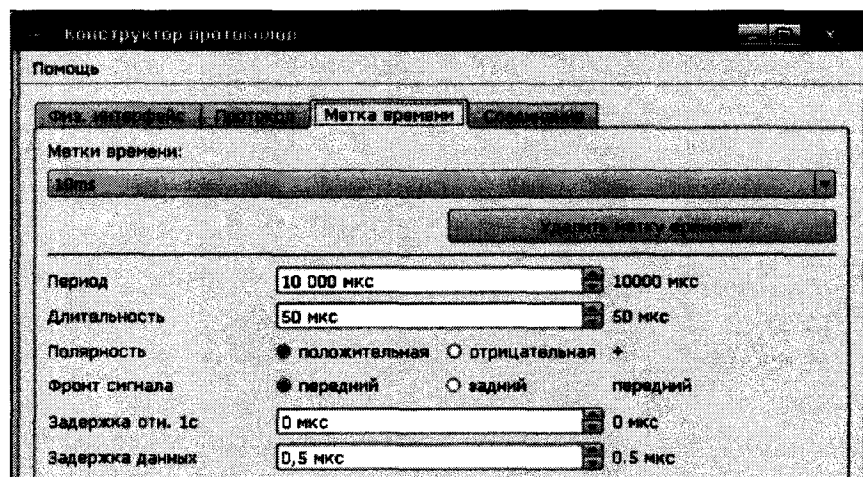 Конструктор протоколов
Помощь
Физ. интерфейс Протокол Метка времени Соединение
Метки времени:
10ms
Удалить метку времени
Период 10 000 мкс 10000 мкс
Длительность 50 мкс 50 мкс
Полярность положительная отрицательная +
Фронт сигнала передний задний передний
Задержка отн. 1с 0 мкс 0 мкс
Задержка данных 0,5 мкс 0.5 мкс